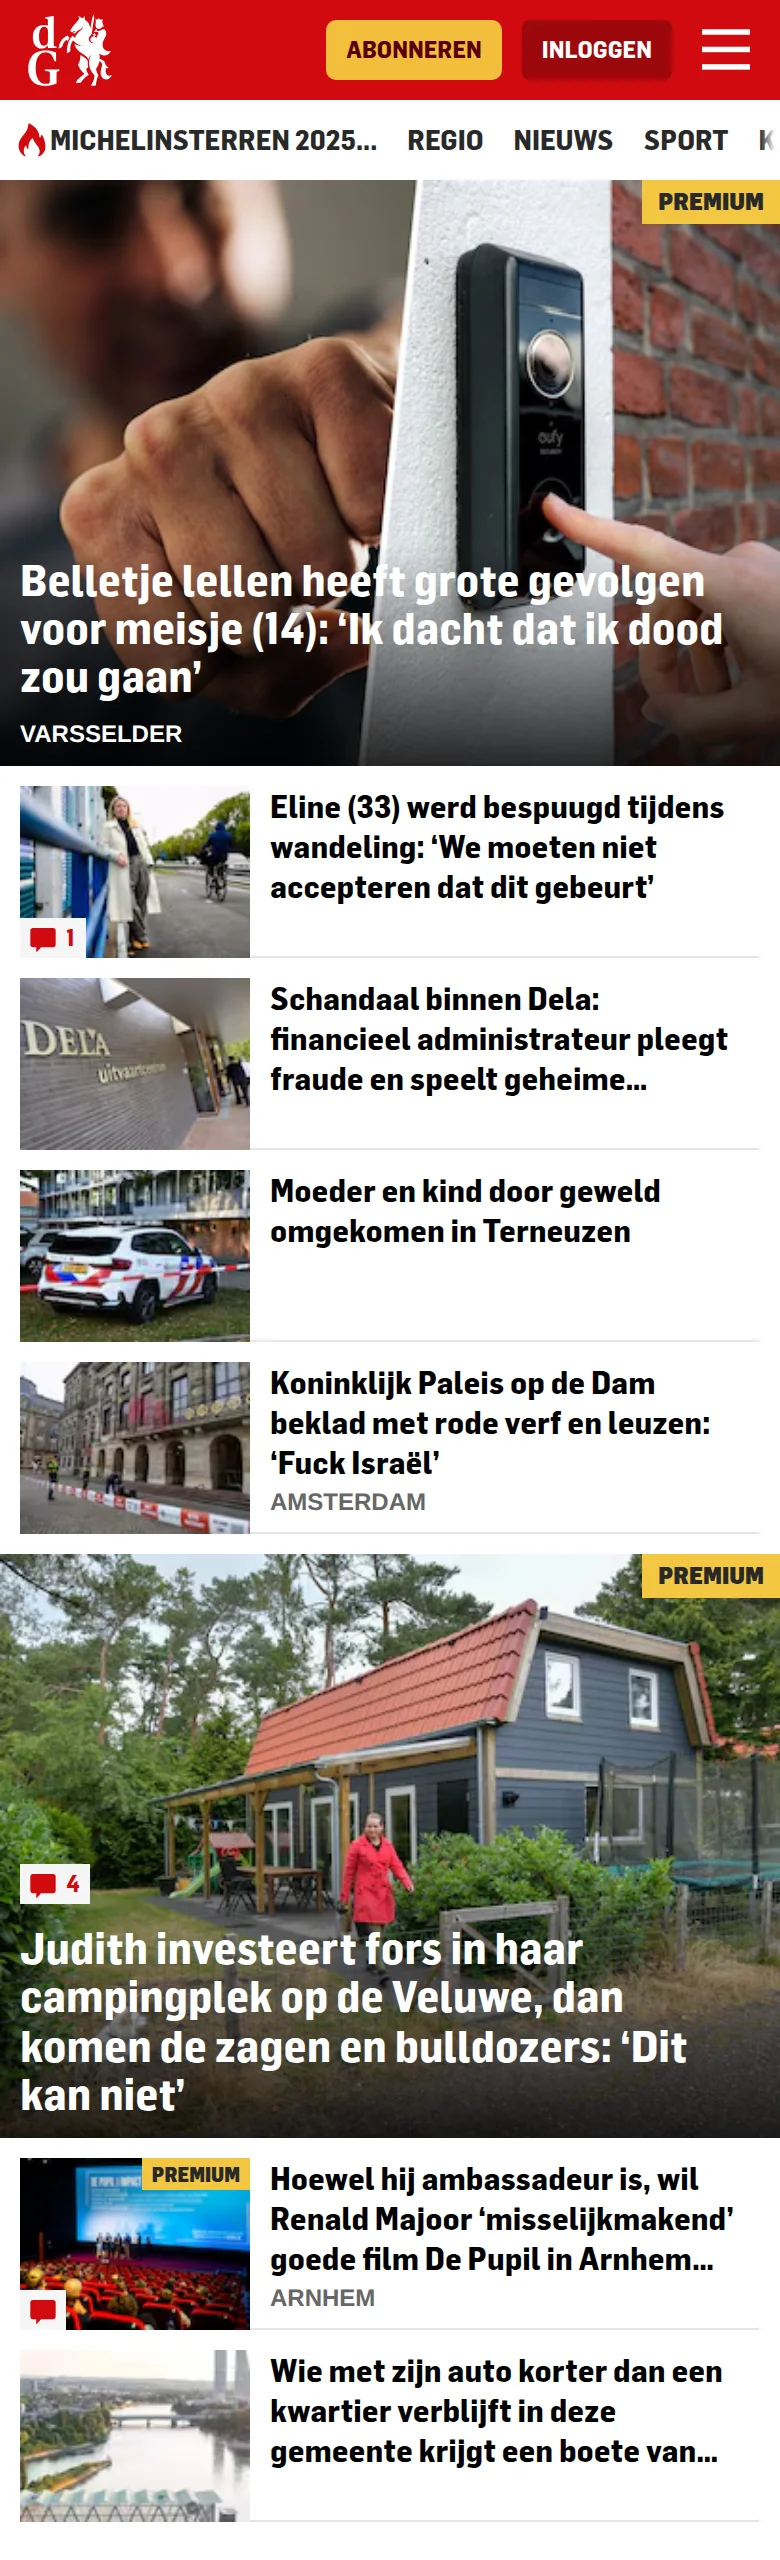 dG
ABONNEREN
INLOGGEN
MICHELINSTERREN 2025...
REGIO
NIEUWS
SPORT
K
PREMIUM
eufy
SECURITY
Belletje lellen heeft grote gevolgen
voor meisje (14): ‘Ik dacht dat ik dood
zou gaan’
VARSSELDER
1
Eline (33) werd bespuugd tijdens
wandeling: ‘We moeten niet
accepteren dat dit gebeurt’
DELA
uitvaartcentrum
Schandaal binnen Dela:
financieel administrateur pleegt
fraude en speelt geheime...
Moeder en kind door geweld
omgekomen in Terneuzen
Koninklijk Paleis op de Dam
beklad met rode verf en leuzen:
‘Fuck Israël’
AMSTERDAM
PREMIUM
4
Judith investeert fors in haar
campingplek op de Veluwe, dan
komen de zagen en bulldozers: ‘Dit
kan niet’
PREMIUM
DE PUPIL IMPACT
Hoewel hij ambassadeur is, wil
Renald Majoor ‘misselijkmakend’
goede film De Pupil in Arnhem...
ARNHEM
Wie met zijn auto korter dan een
kwartier verblijft in deze
gemeente krijgt een boete van...